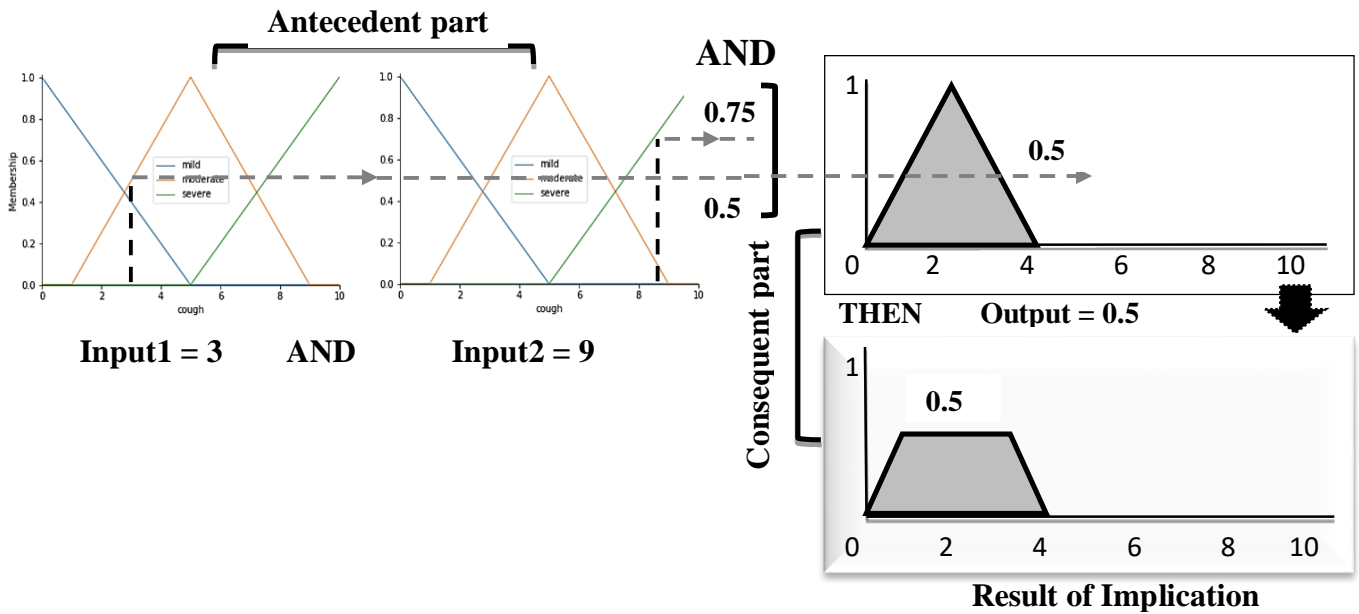 Antecedent part
AND
1.0
0.8
0.6
0.4
0.2
0.0
Membership
mild
moderate
severe
0 2 4 6 8 10
cough
1.0
0.8
0.6
0.4
0.2
0.0
mild
moderate
severe
0 2 4 6 8 10
cough
0.75
0.5
Input1 = 3 AND Input2 = 9
Consequent part
1
0.5
0 2 4 6 8 10
THEN Output = 0.5
1
0.5
0 2 4 6 8 10
Result of Implication